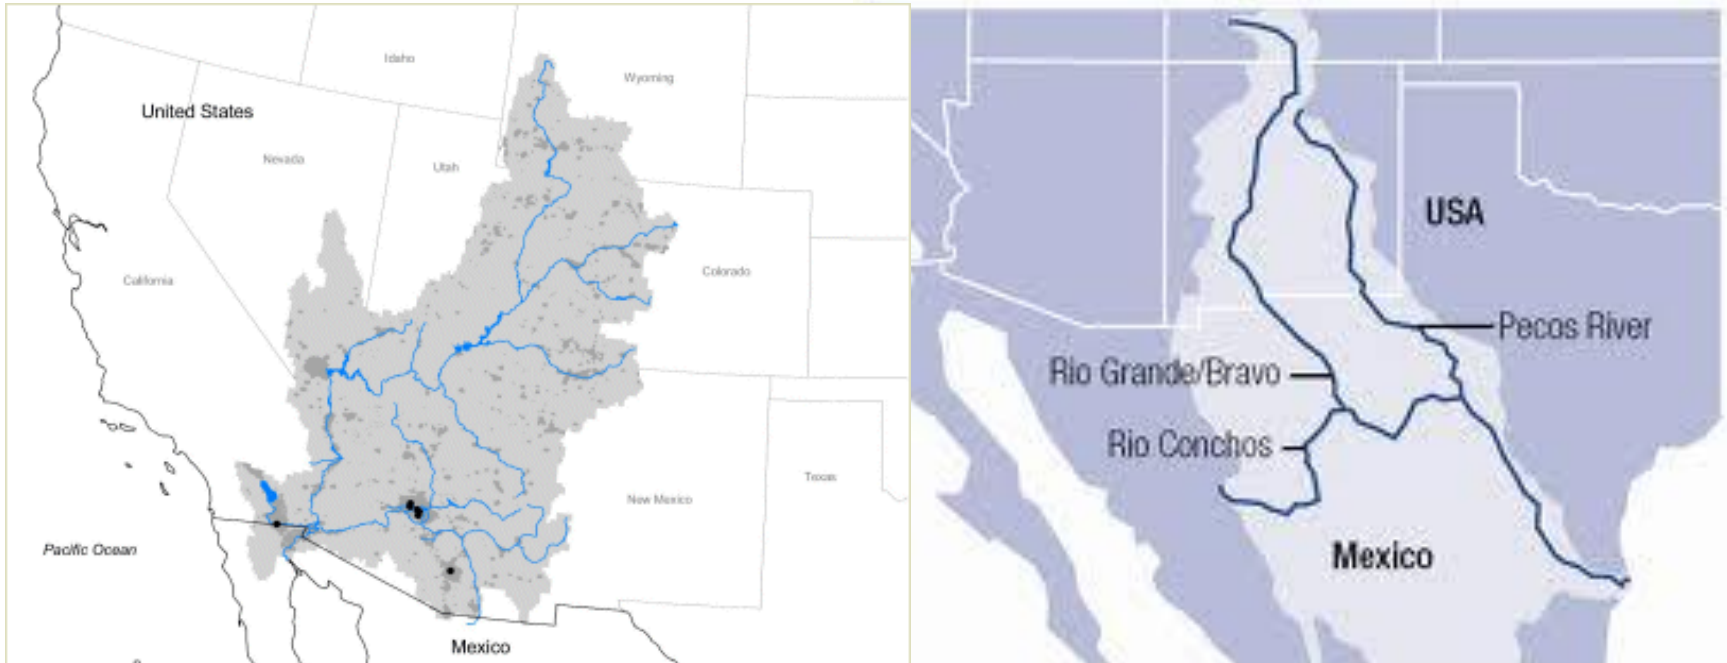 Idaho
Wyoming
United States
Nevada
Utah
California
Colorado
Texas
New Mexico
Pacific Ocean
Mexico
USA
Pecos River
Rio Grande/Bravo
Rio Conchos
Mexico